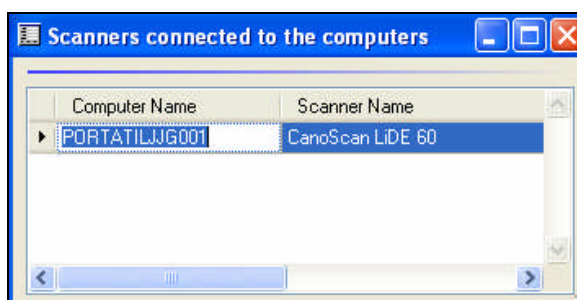 Scanners connected to the computers
Computer Name Scanner Name
PORTATILJJG001 CanoScan LiDE 60